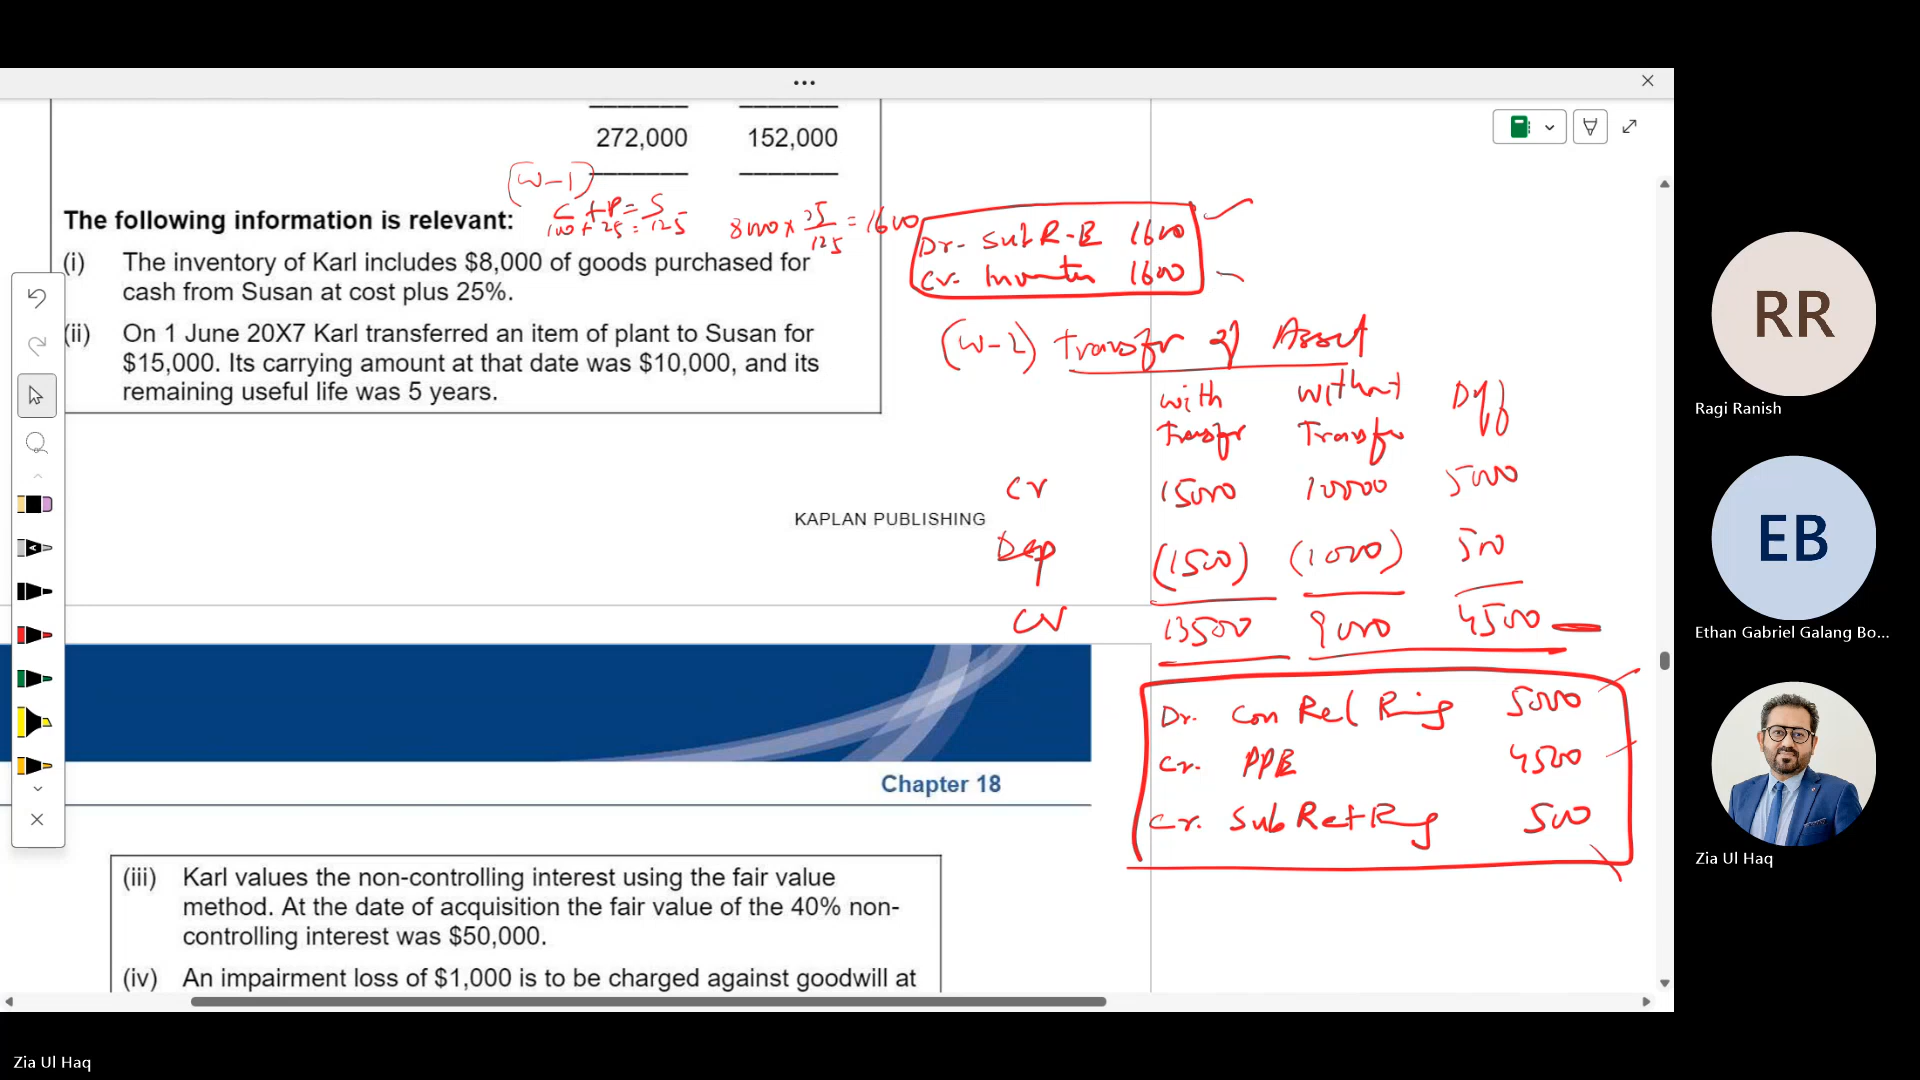 272,000 152,000
(W-1)
The following information is relevant:
C + P = S
100 + 25 = 125
8000 × 25/125 = 1600
Dr- Sub R-E 1600
Cr- 1600
(i) The inventory of Karl includes $8,000 of goods purchased for
cash from Susan at cost plus 25%.
(ii) On 1 June 20X7 Karl transferred an item of plant to Susan for
$15,000. Its carrying amount at that date was $10,000, and its
remaining useful life was 5 years.
(W-2) Transfer of Asset
with without Diff
Transfer Transfer
CV 15000 10000 5000
KAPLAN PUBLISHING
Dep (1500) (1000) 500
CV 13500 9000 4500
Dr. Con 5000
Cr. PPE 4500
Cr. Sub 500
Chapter 18
(iii) Karl values the non-controlling interest using the fair value
method. At the date of acquisition the fair value of the 40% non-
controlling interest was $50,000.
(iv) An impairment loss of $1,000 is to be charged against goodwill at
RR
Ragi Ranish
EB
Ethan Gabriel Galang Bo...
Zia Ul Haq
Zia Ul Haq